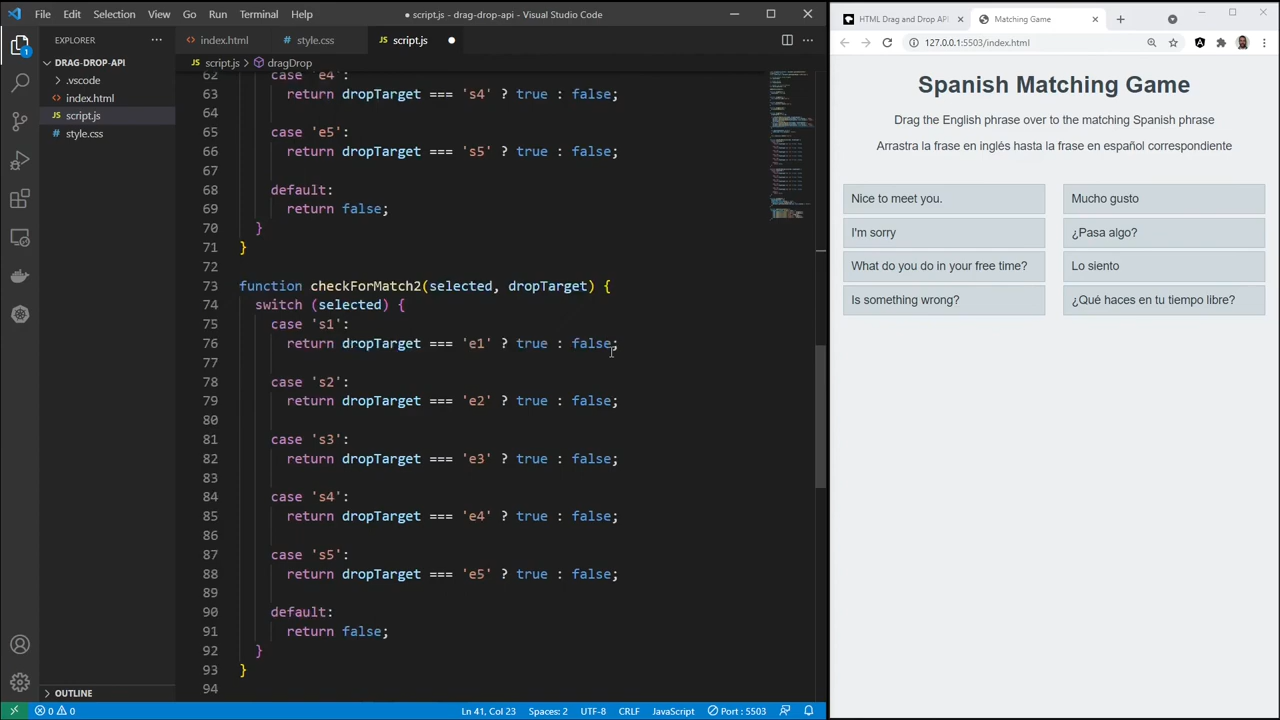 File Edit Selection View Go Run Terminal Help
● script.js - drag-drop-api - Visual Studio Code
EXPLORER
DRAG-DROP-API
.vscode
index.html
script.js
OUTLINE
index.html
style.css
script.js
script.js > dragDrop
62 case 'e4':
63 return dropTarget === 's4' ? true : false;
64
65 case 'e5':
66 return dropTarget === 's5' ? true : false;
67
68 default:
69 return false;
70 }
71 }
72
73 function checkForMatch2(selected, dropTarget) {
74 switch (selected) {
75 case 's1':
76 return dropTarget === 'e1' ? true : false;
77
78 case 's2':
79 return dropTarget === 'e2' ? true : false;
80
81 case 's3':
82 return dropTarget === 'e3' ? true : false;
83
84 case 's4':
85 return dropTarget === 'e4' ? true : false;
86
87 case 's5':
88 return dropTarget === 'e5' ? true : false;
89
90 default:
91 return false;
92 }
93 }
94
0 0 Ln 41, Col 23 Spaces: 2 UTF-8 CRLF JavaScript Port : 5503
HTML Drag and Drop API
Matching Game
127.0.0.1:5503/index.html
Spanish Matching Game
Drag the English phrase over to the matching Spanish phrase
Arrastra la frase en inglés hasta la frase en español correspondiente
Nice to meet you.
Mucho gusto
I'm sorry
¿Pasa algo?
What do you do in your free time?
Lo siento
Is something wrong?
¿Qué haces en tu tiempo libre?